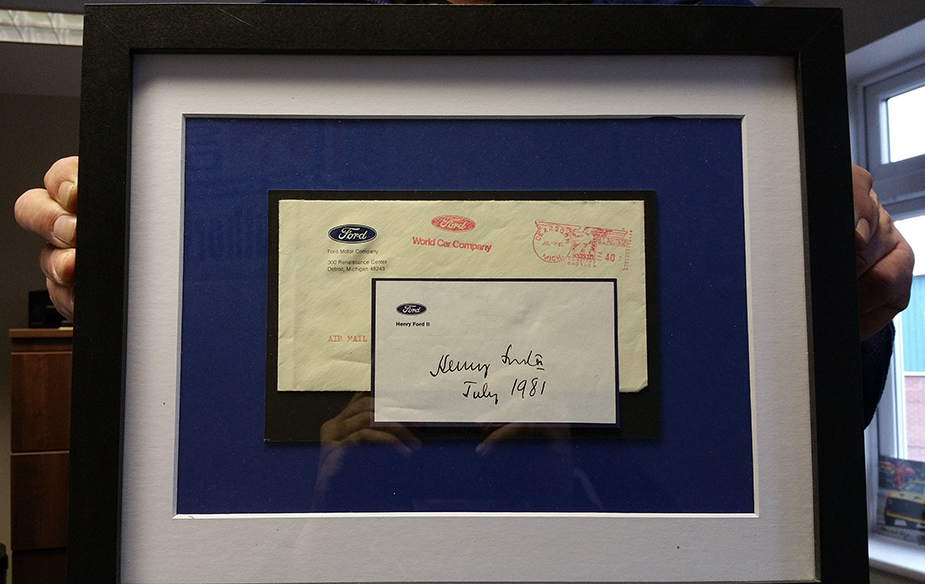 Ford
Ford Motor Company
300 Renaissance Center
Detroit, Michigan 48243
Ford
World Car Company
MICH.
40
AIR MAIL
Ford
Henry Ford II
Henry Ford II
July 1981